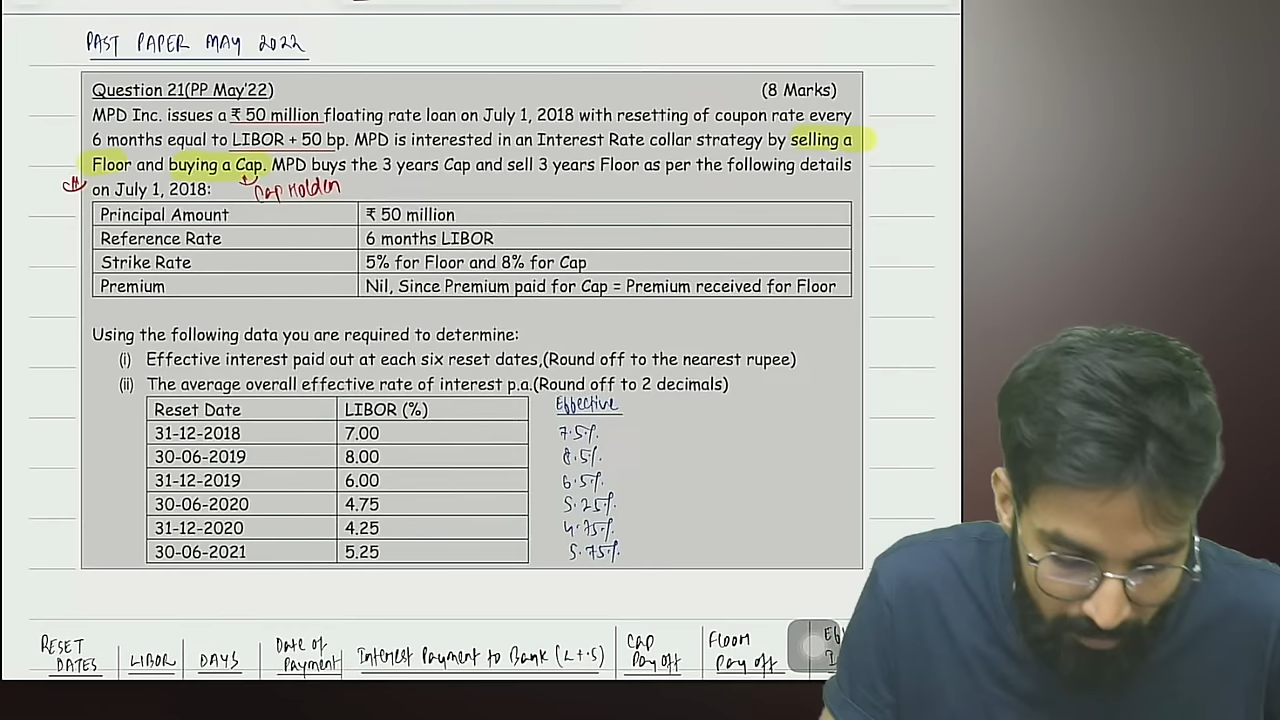 PAST PAPER MAY 2022
Question 21(PP May'22) (8 Marks)
MPD Inc. issues a ₹ 50 million floating rate loan on July 1, 2018 with resetting of coupon rate every
6 months equal to LIBOR + 50 bp. MPD is interested in an Interest Rate collar strategy by selling a
Floor and buying a Cap. MPD buys the 3 years Cap and sell 3 years Floor as per the following details
on July 1, 2018:
Cap Holder
Principal Amount ₹ 50 million
Reference Rate 6 months LIBOR
Strike Rate 5% for Floor and 8% for Cap
Premium Nil, Since Premium paid for Cap = Premium received for Floor
Using the following data you are required to determine:
(i) Effective interest paid out at each six reset dates,(Round off to the nearest rupee)
(ii) The average overall effective rate of interest p.a.(Round off to 2 decimals)
Reset Date LIBOR (%) Effective
31-12-2018 7.00 7.5%
30-06-2019 8.00 8.5%
31-12-2019 6.00 6.5%
30-06-2020 4.75 5.25%
31-12-2020 4.25 4.75%
30-06-2021 5.25 5.75%
RESET DATES LIBOR DAYS Date of Payment Interest Payment to Bank (L+.5) Cap Pay off Floor Pay off